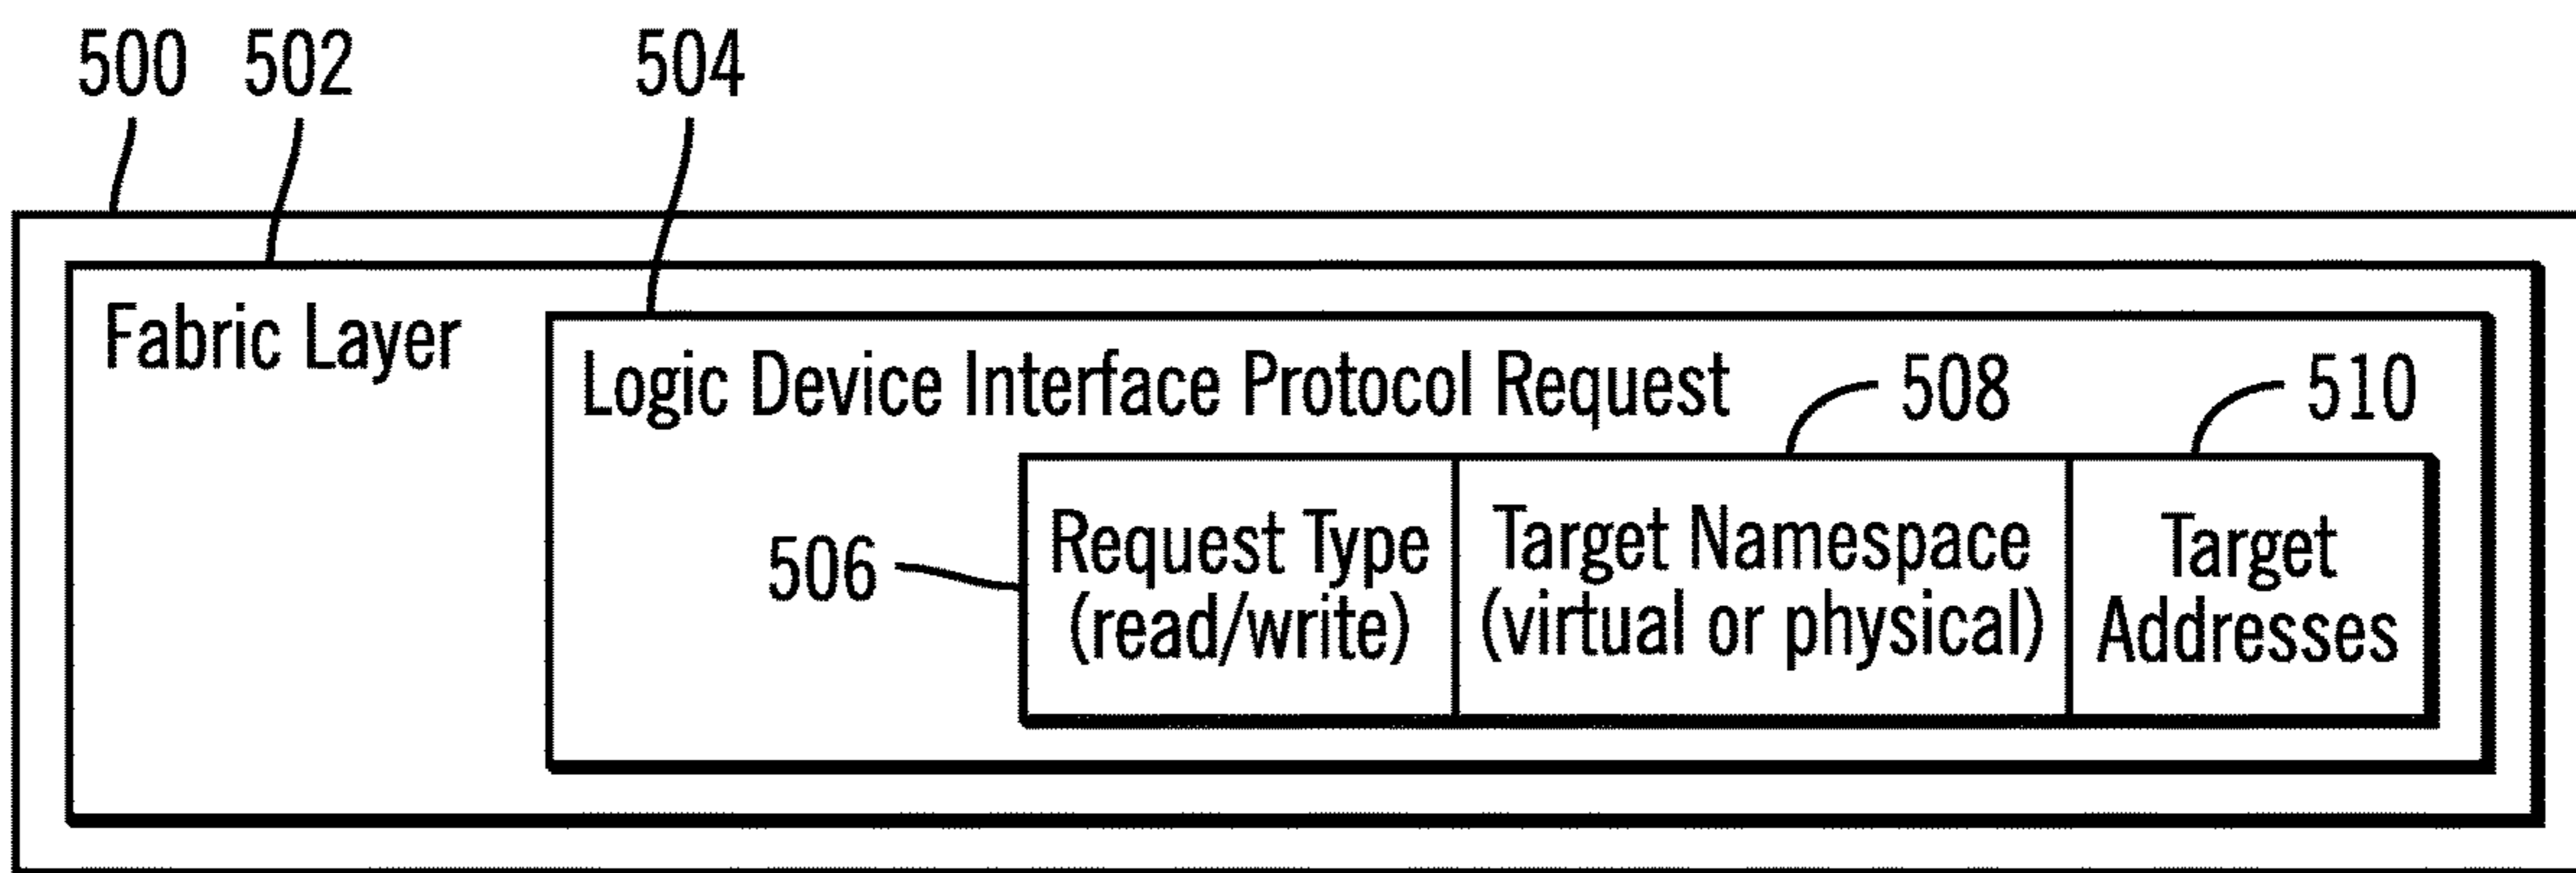 500 502 504
Fabric Layer
Logic Device Interface Protocol Request
508 510
506
Request Type
(read/write)
Target Namespace
(virtual or physical)
Target
Addresses